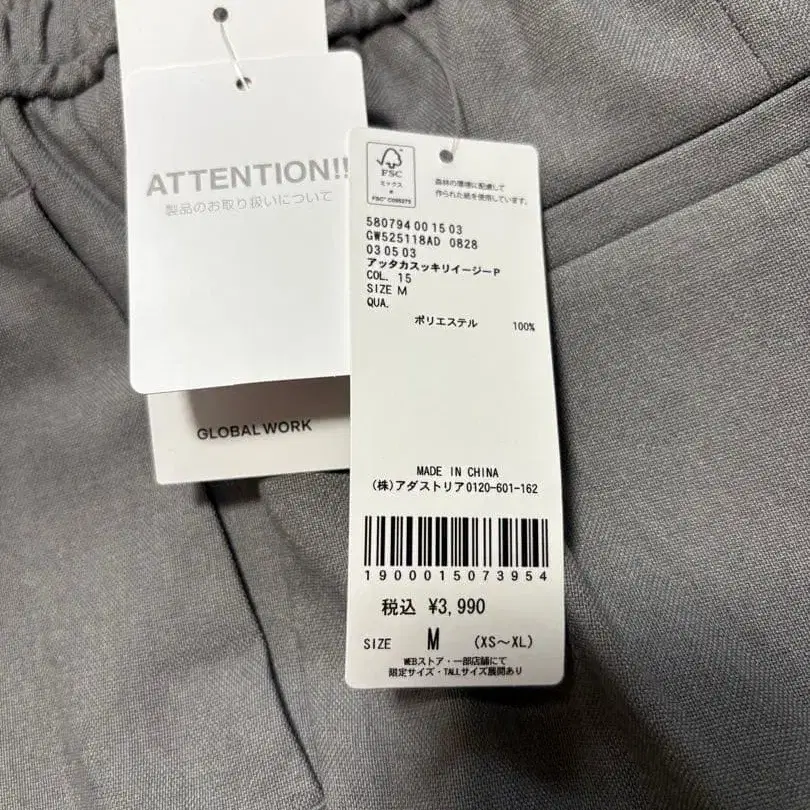 ATTENTION!!
製品のお取り扱いについて
GLOBAL WORK
FSC
ミックス
紙
FSC® C095275
森林の環境に配慮して
作られた紙を使用しています。
580794 00 15 03
GW525118AD 0828
03 05 03
アッタカスッキリイージーP
COL. 15
SIZE M
QUA.
ポリエステル 100%
MADE IN CHINA
(株)アダストリア0120-601-162
1900015073954
税込 ¥3,990
SIZE M (XS〜XL)
WEBストア・一部店舗にて
限定サイズ・TALLサイズ展開あり